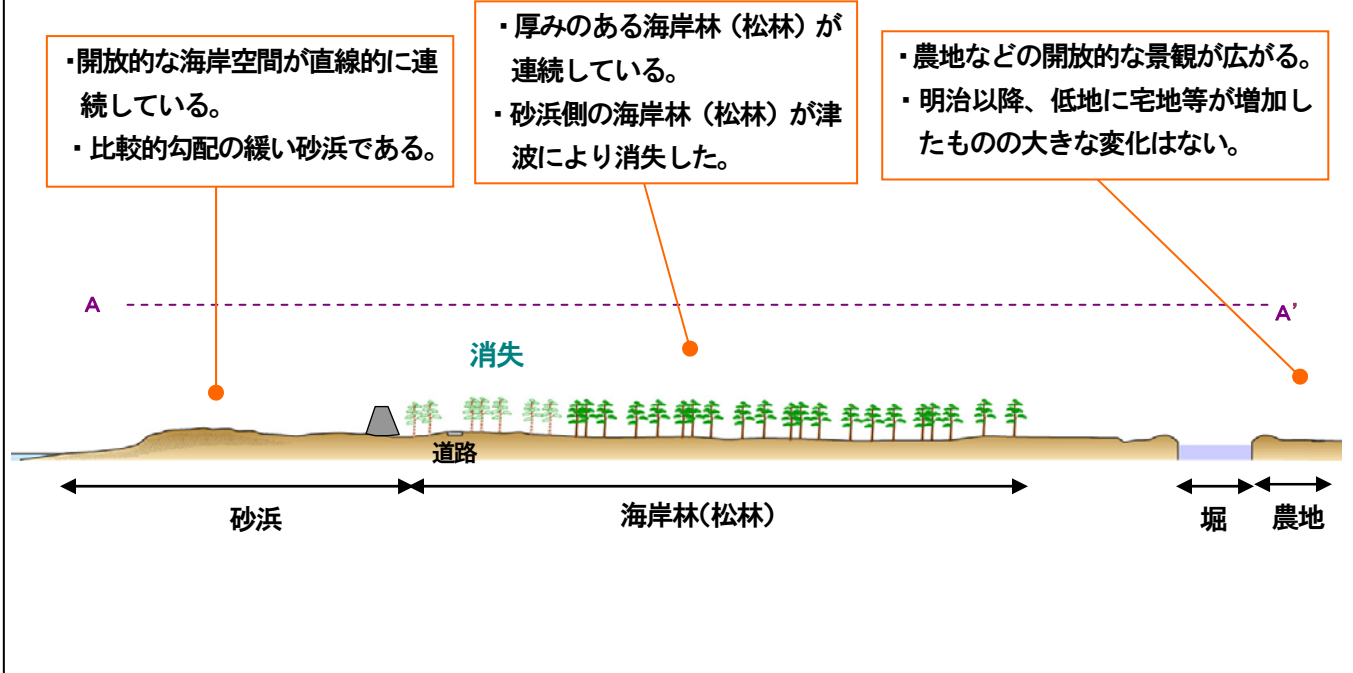 ・開放的な海岸空間が直線的に連
続している。
・比較的勾配の緩い砂浜である。
・厚みのある海岸林（松林）が
連続している。
・砂浜側の海岸林（松林）が津
波により消失した。
・農地などの開放的な景観が広がる。
・明治以降、低地に宅地等が増加し
たものの大きな変化はない。
A
A’
消失
道路
砂浜
海岸林(松林)
堀
農地